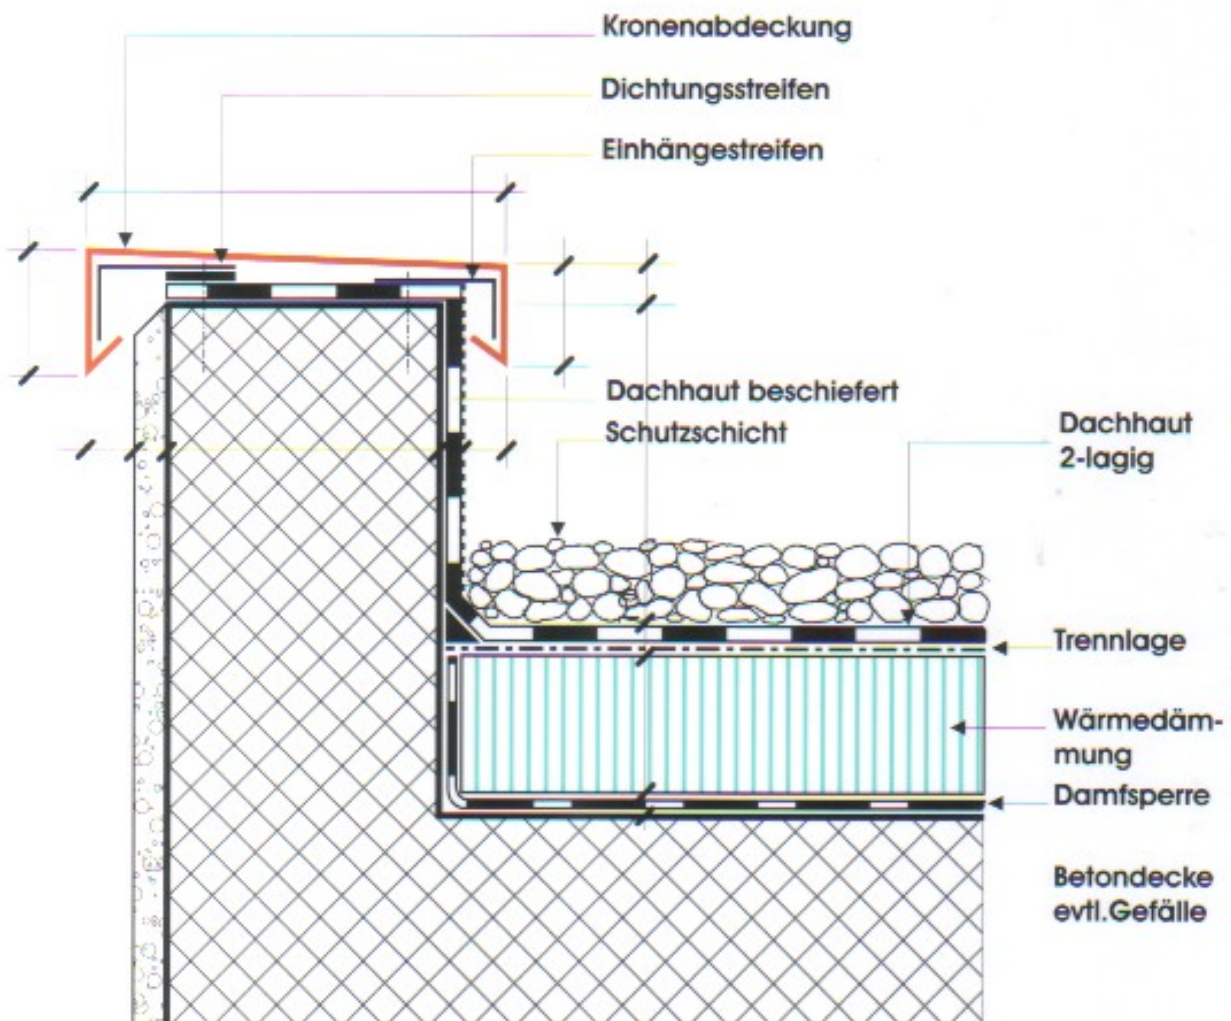 Kronenabdeckung
Dichtungsstreifen
Einhängestreifen
Dachhaut beschiefert
Schutzschicht
Dachhaut
2-lagig
Trennlage
Wärmedäm-
mung
Damfsperre
Betondecke
evtl.Gefälle